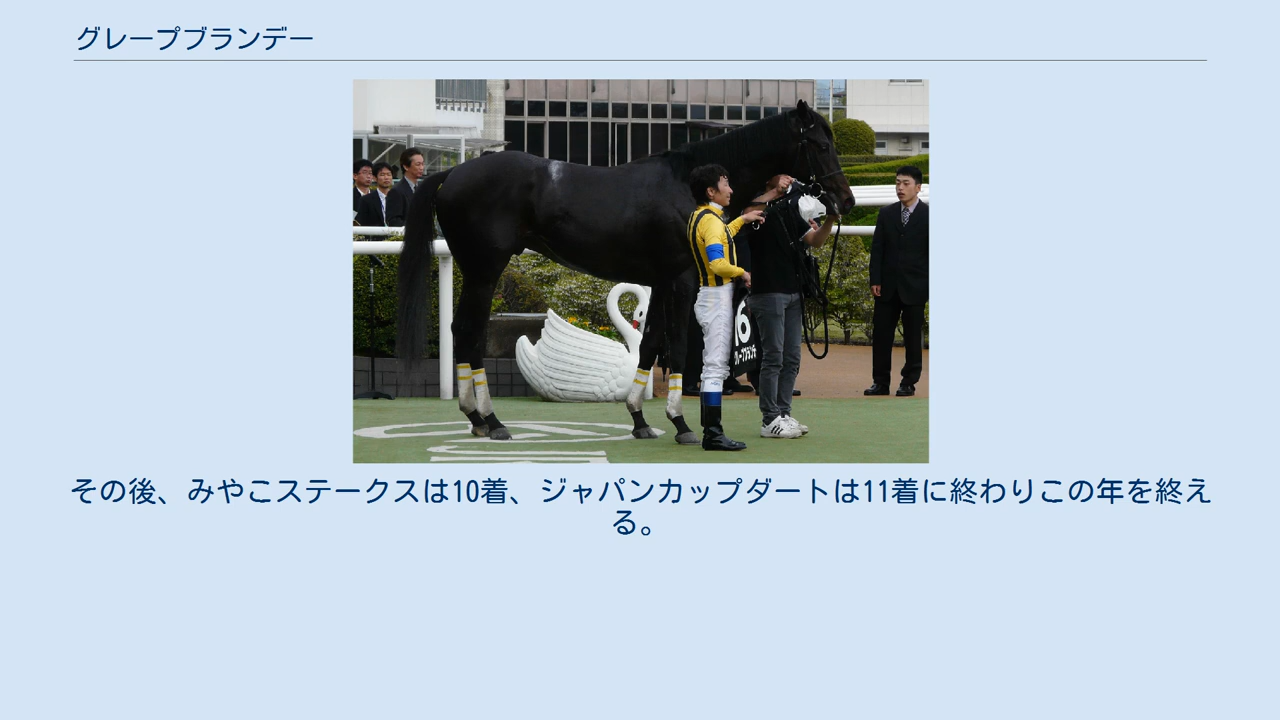 グレープブランデー
16
その後、みやこステークスは10着、ジャパンカップダートは11着に終わりこの年を終え
る。